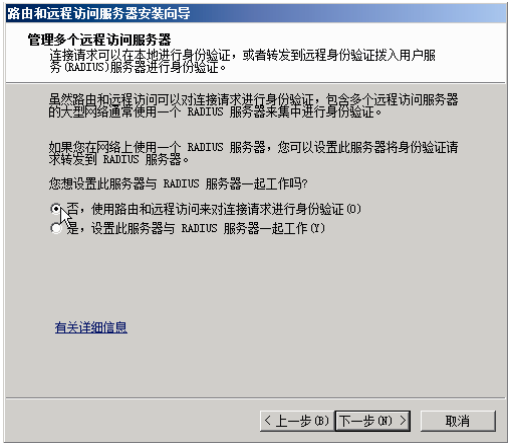 路由和远程访问服务器安装向导
管理多个远程访问服务器
连接请求可以在本地进行身份验证，或者转发到远程身份验证拨入用户服
务(RADIUS)服务器进行身份验证。
虽然路由和远程访问可以对连接请求进行身份验证，包含多个远程访问服务器
的大型网络通常使用一个 RADIUS 服务器来集中进行身份验证。
如果您在网络上使用一个 RADIUS 服务器，您可以设置此服务器将身份验证请
求转发到 RADIUS 服务器。
您想设置此服务器与 RADIUS 服务器一起工作吗?
否，使用路由和远程访问来对连接请求进行身份验证(O)
是，设置此服务器与 RADIUS 服务器一起工作(Y)
有关详细信息
< 上一步(B) 下一步(N) > 取消